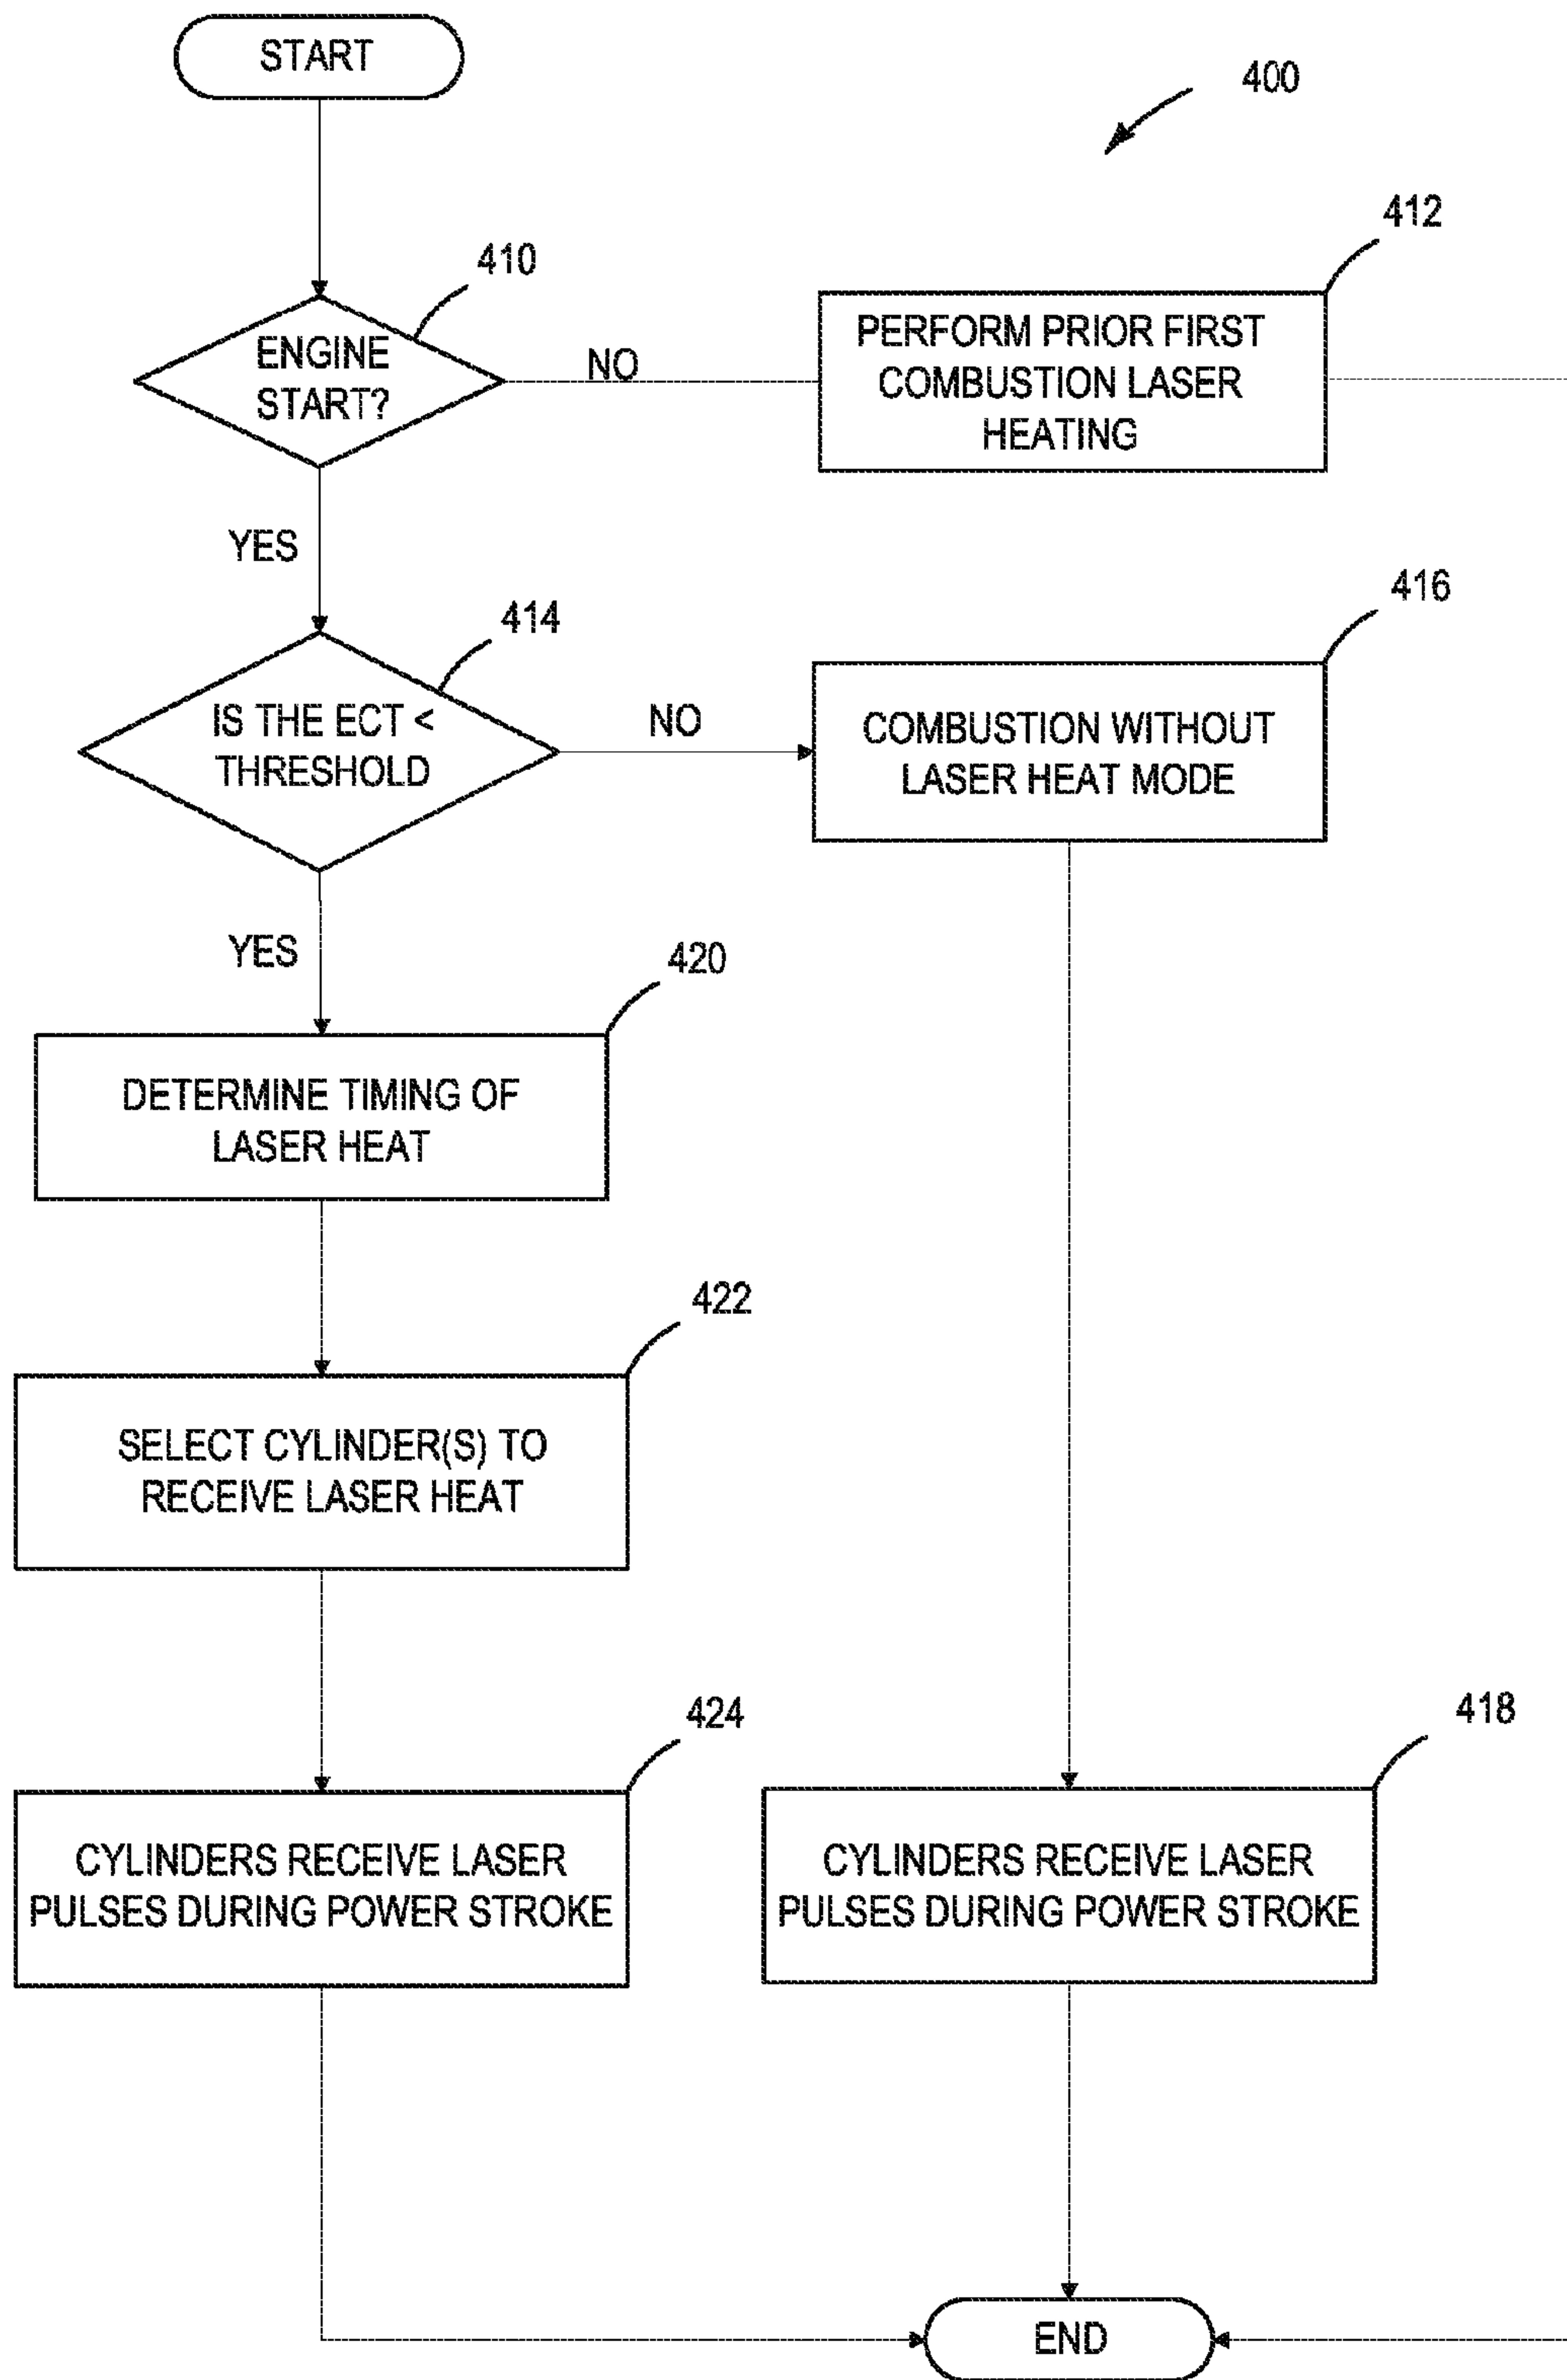 START
400
412
410
ENGINE
START?
NO
PERFORM PRIOR FIRST
COMBUSTION LASER
HEATING
YES
414
416
IS THE ECT <
THRESHOLD
NO
COMBUSTION WITHOUT
LASER HEAT MODE
YES
420
DETERMINE TIMING OF
LASER HEAT
422
SELECT CYLINDER(S) TO
RECEIVE LASER HEAT
424
418
CYLINDERS RECEIVE LASER
PULSES DURING POWER STROKE
CYLINDERS RECEIVE LASER
PULSES DURING POWER STROKE
END